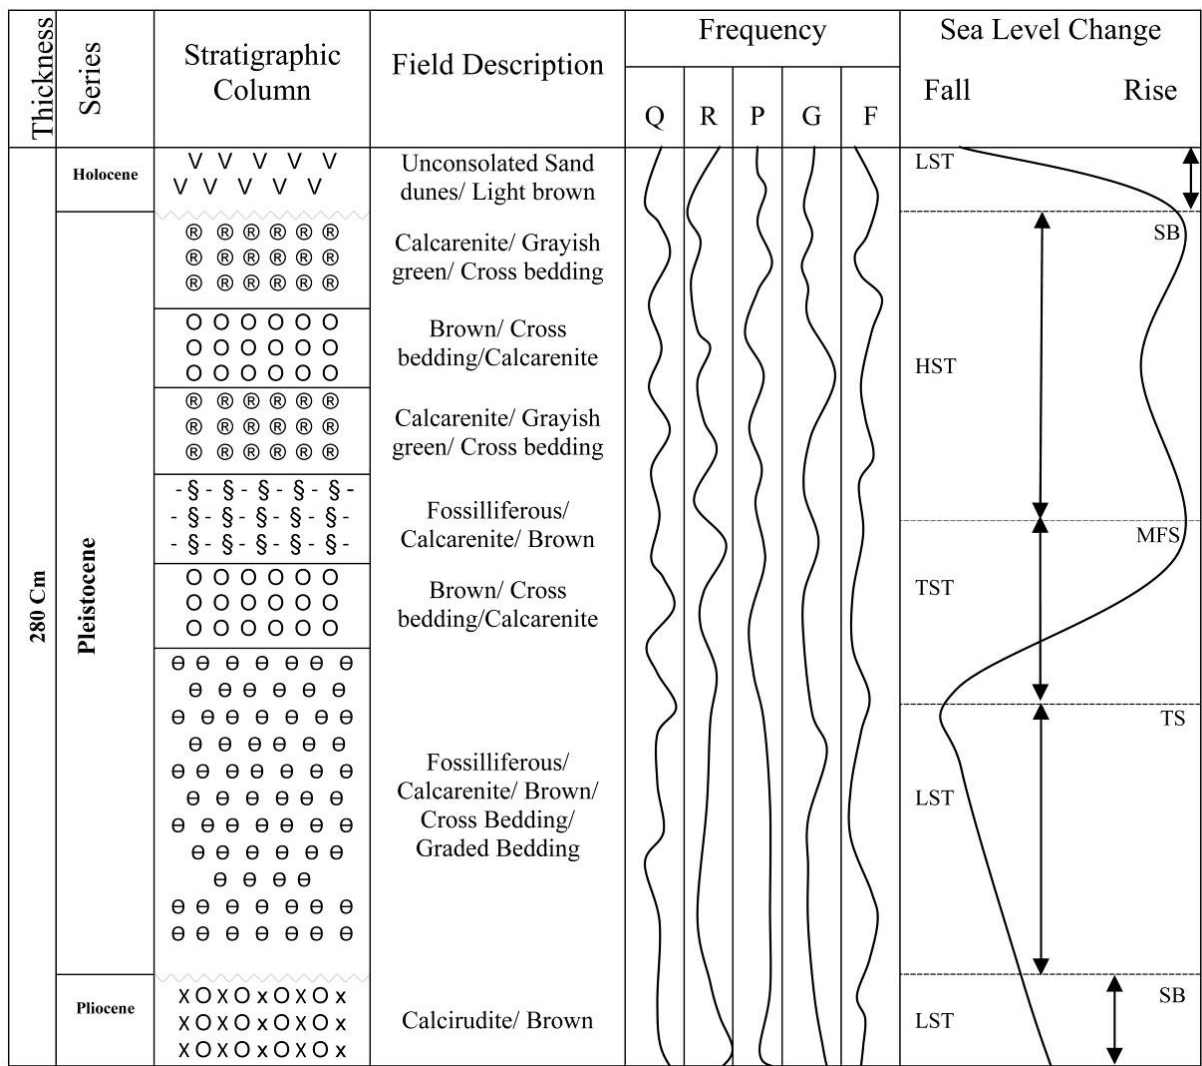 Thickness
Series
Stratigraphic
Column
Field Description
Frequency
Q R P G F
Sea Level Change
Fall Rise
280 Cm
Holocene
V V V V V
V V V V V
Unconsolated Sand
dunes/ Light brown
LST
SB
Pleistocene
® ® ® ® ® ®
® ® ® ® ® ®
® ® ® ® ® ®
Calcarenite/ Grayish
green/ Cross bedding
O O O O O O
O O O O O O
O O O O O O
Brown/ Cross
bedding/Calcarenite
HST
® ® ® ® ® ®
® ® ® ® ® ®
® ® ® ® ® ®
Calcarenite/ Grayish
green/ Cross bedding
- § - § - § - § - § -
- § - § - § - § - § -
- § - § - § - § - § -
Fossilliferous/
Calcarenite/ Brown
MFS
O O O O O O
O O O O O O
O O O O O O
Brown/ Cross
bedding/Calcarenite
TST
TS
ө ө ө ө ө ө ө
ө ө ө ө ө ө
ө ө ө ө ө ө ө
ө ө ө ө ө ө
ө ө ө ө ө ө ө
ө ө ө ө ө ө
ө ө ө ө ө ө ө
ө ө ө ө ө ө
ө ө ө ө
ө ө ө ө ө ө ө
ө ө ө ө ө ө ө
Fossilliferous/
Calcarenite/ Brown/
Cross Bedding/
Graded Bedding
LST
SB
Pliocene
x O x O x O x O x
x O x O x O x O x
x O x O x O x O x
Calcirudite/ Brown
LST